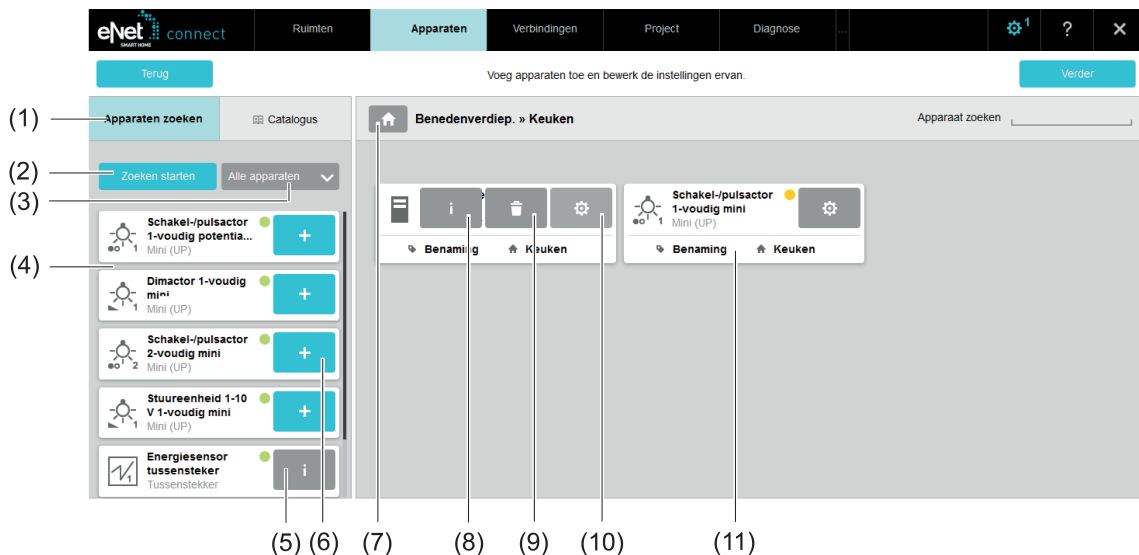 eNet connect
SMART HOME
Ruimten
Apparaten
Verbindingen
Project
Diagnose
...
1
?
Terug
Voeg apparaten toe en bewerk de instellingen ervan.
Verder
(1)
Apparaten zoeken
Catalogus
Benedenverdiep. » Keuken
Apparaat zoeken
(2)
Zoeken starten
Alle apparaten
(3)
Schakel-/pulsactor
1-voudig potentia...
Mini (UP)
1
+
(4)
Dimactor 1-voudig
mini
Mini (UP)
1
+
Schakel-/pulsactor
2-voudig mini
Mini (UP)
2
+
Stuureenheid 1-10
V 1-voudig mini
Mini (UP)
1
+
Energiesensor
tussensteker
Tussenstekker
1
i
e
i
Benaming
Keuken
Schakel-/pulsactor
1-voudig mini
Mini (UP)
1
Benaming
Keuken
(5) (6) (7) (8) (9) (10) (11)